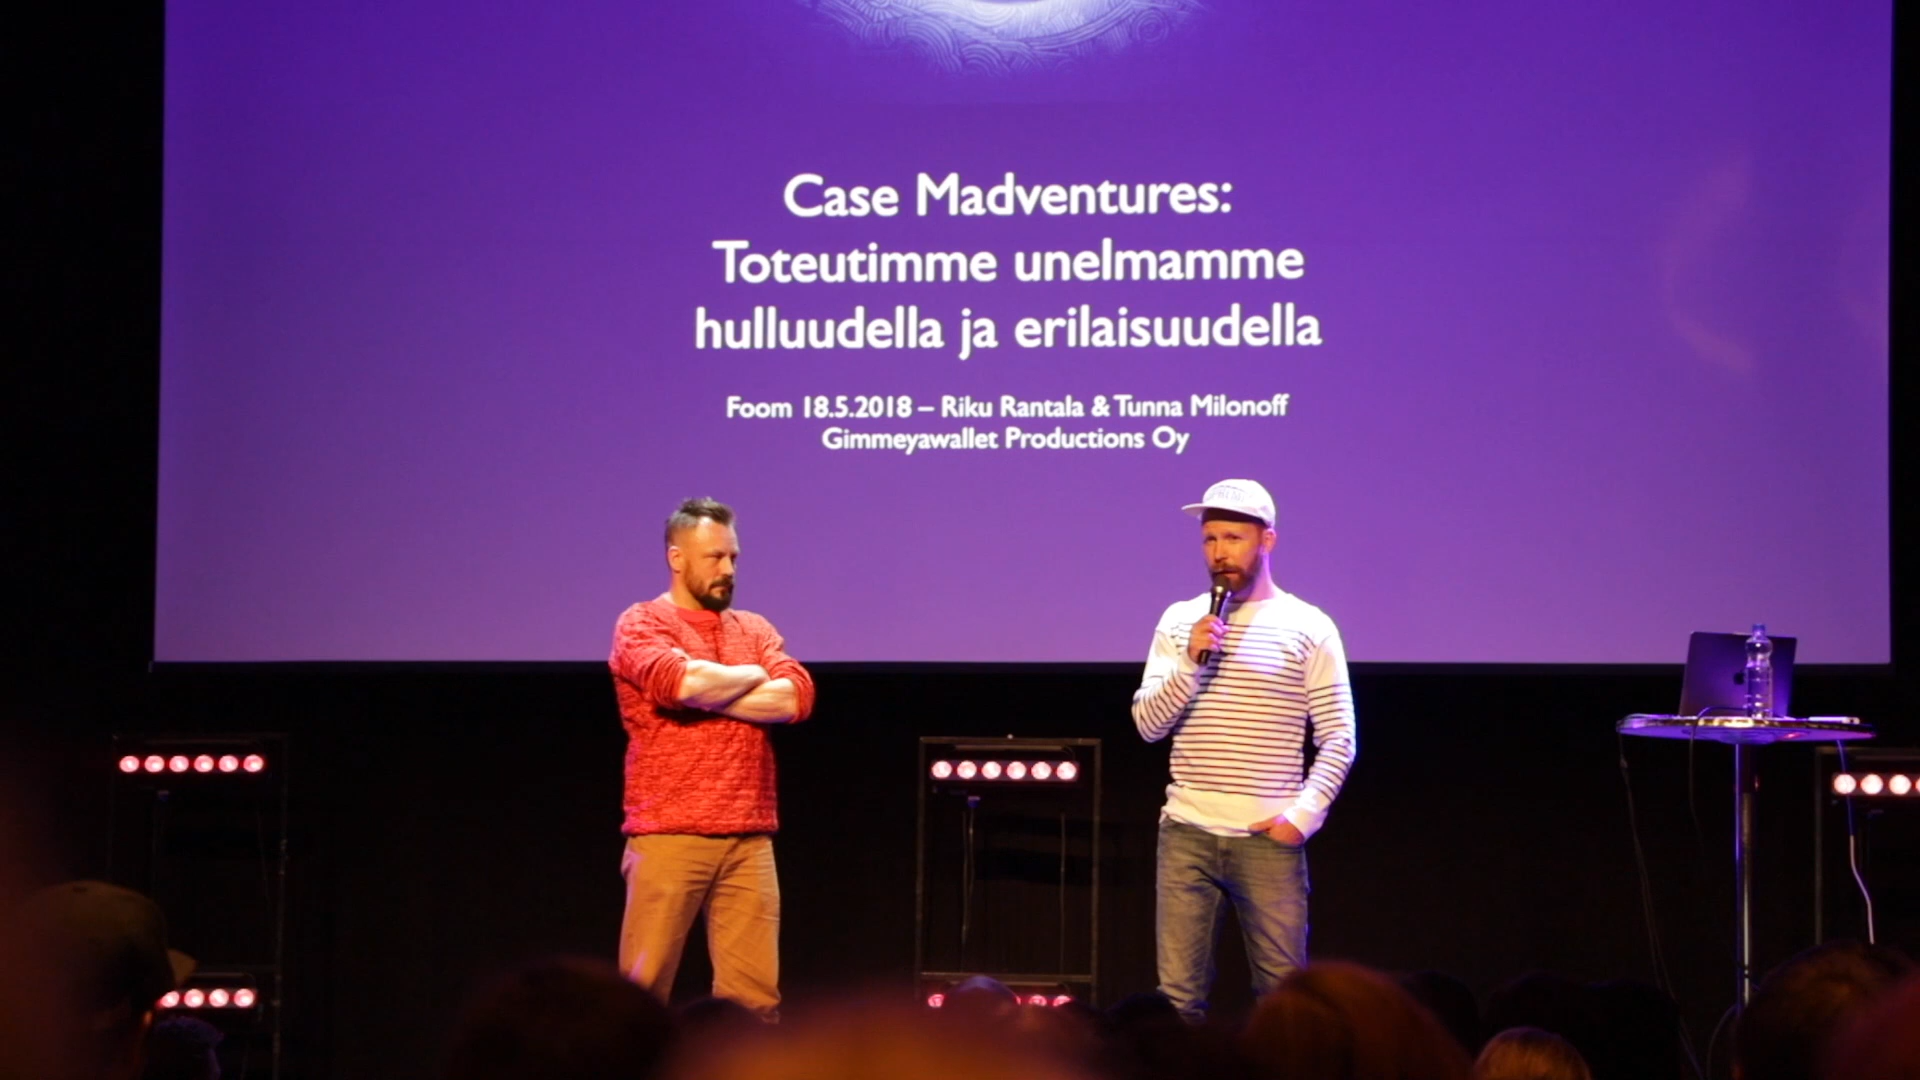 Case Madventures:
Toteutimme unelmamme
hulluudella ja erilaisuudella
Foom 18.5.2018 – Riku Rantala & Tunna Milonoff
Gimmeyawallet Productions Oy